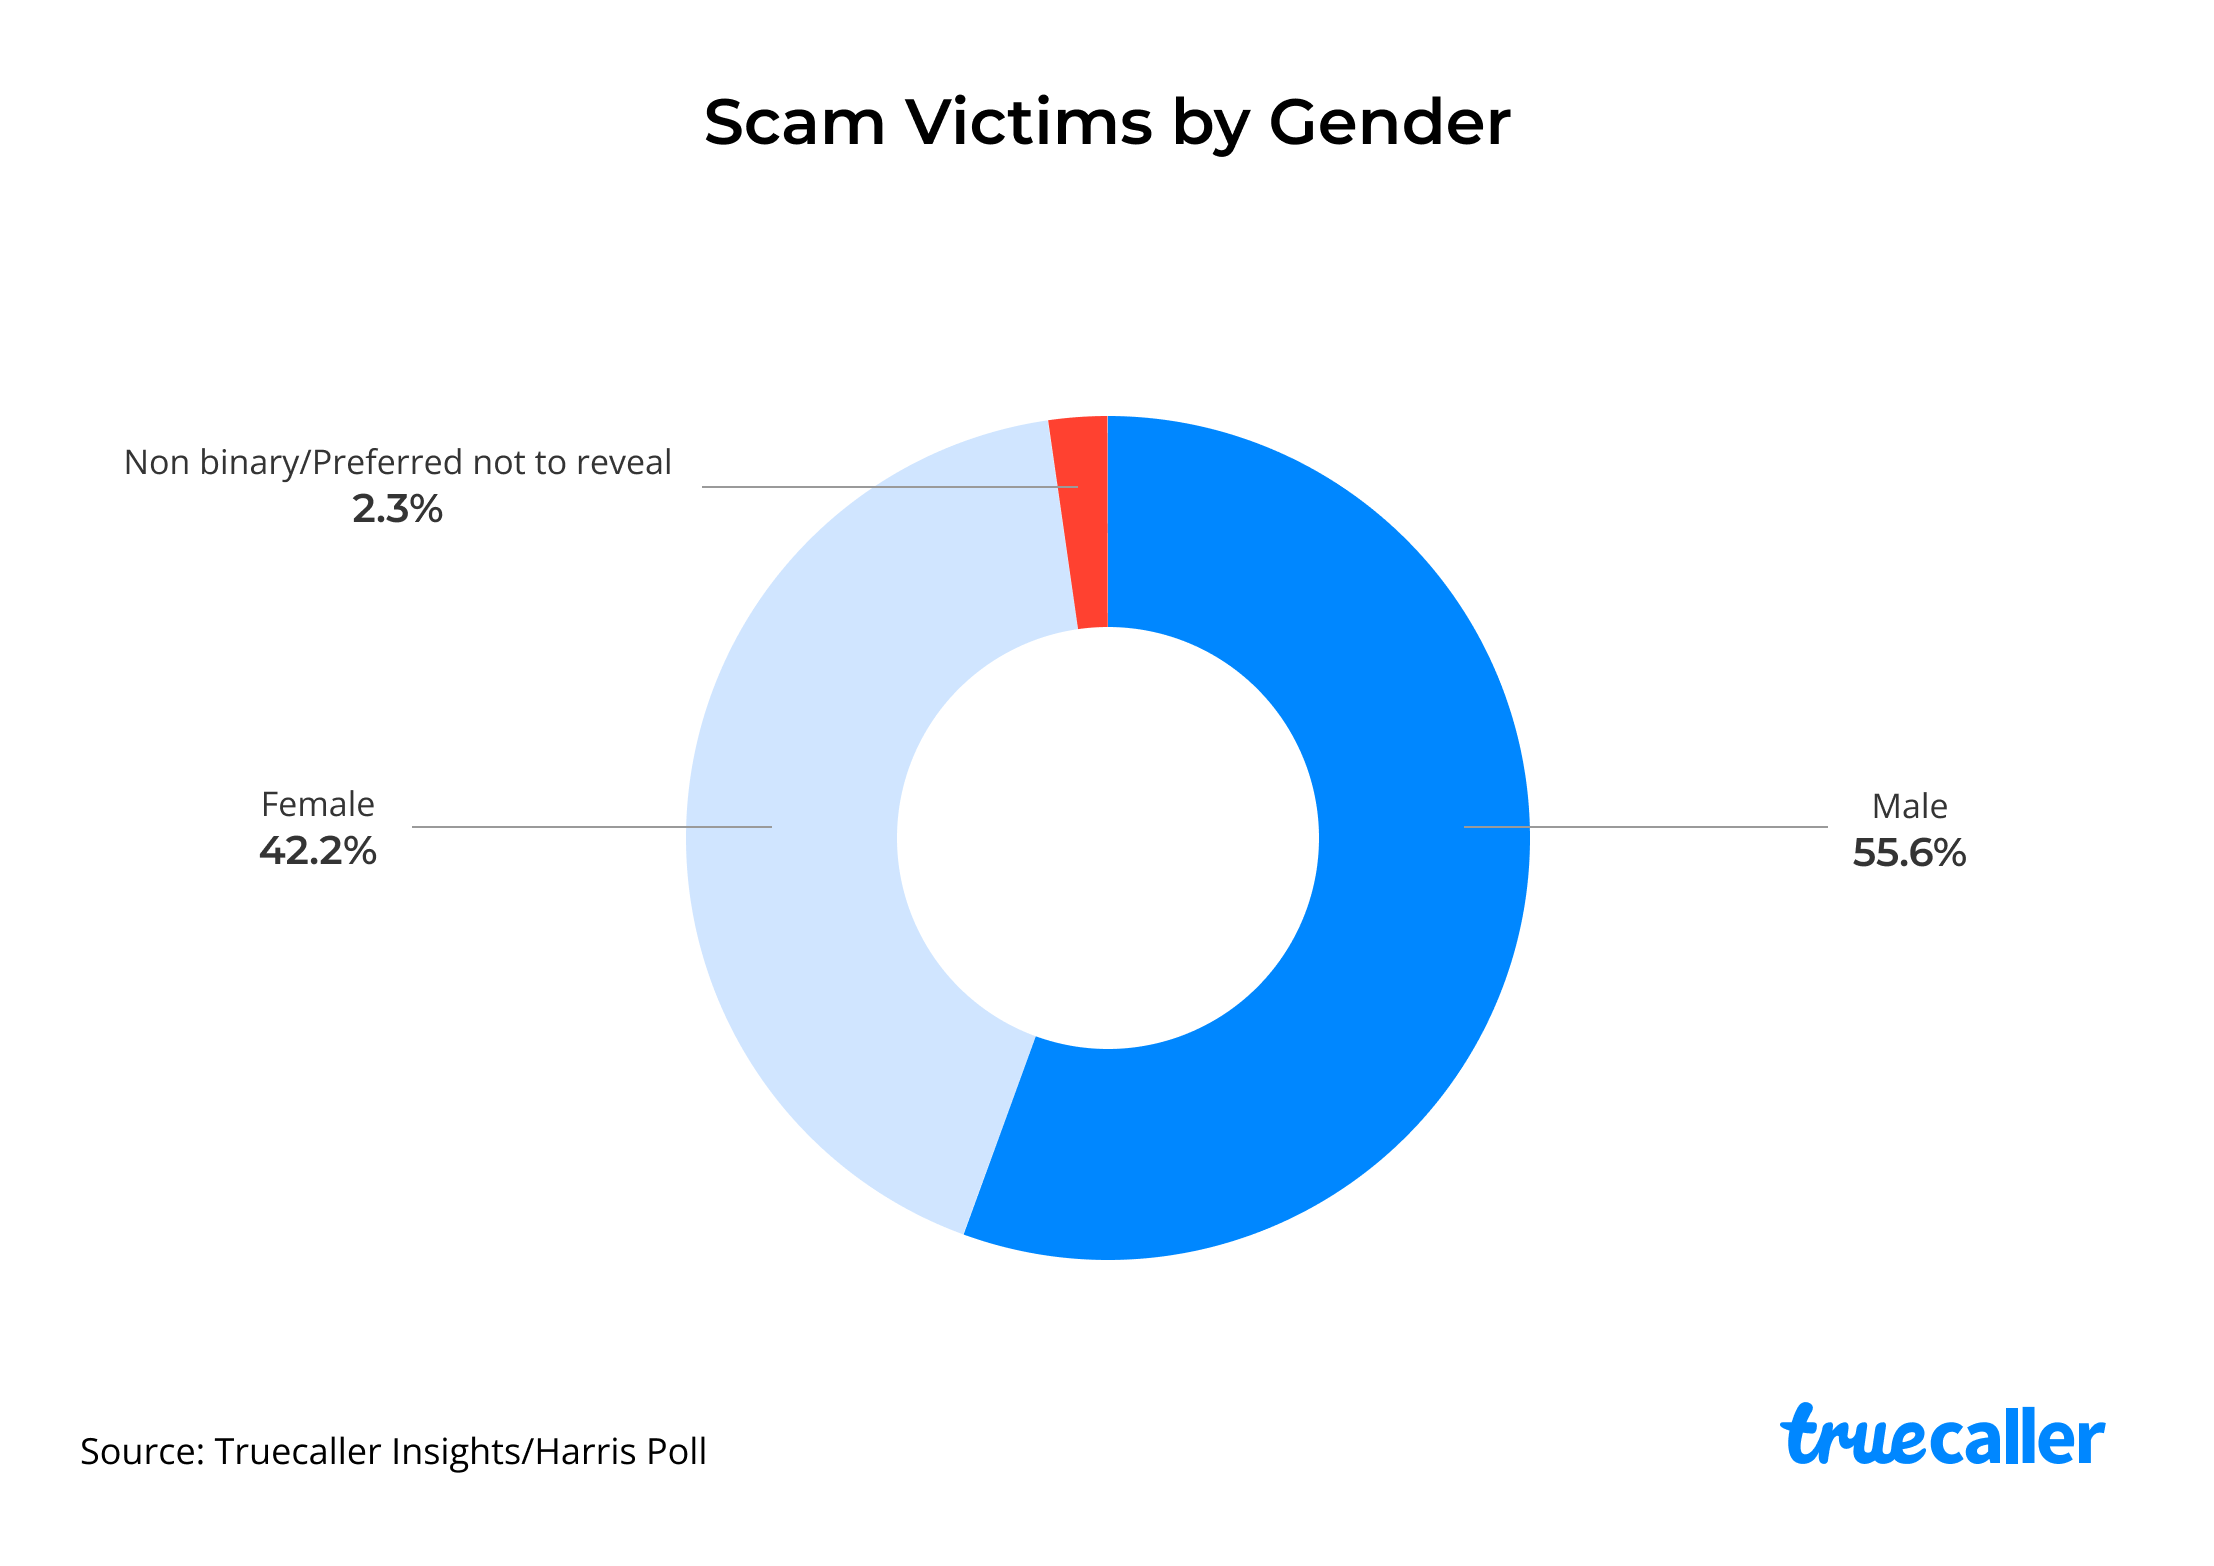 Scam Victims by Gender
Non binary/Preferred not to reveal
2.3%
Female
42.2%
Male
55.6%
Source: Truecaller Insights/Harris Poll
truecaller